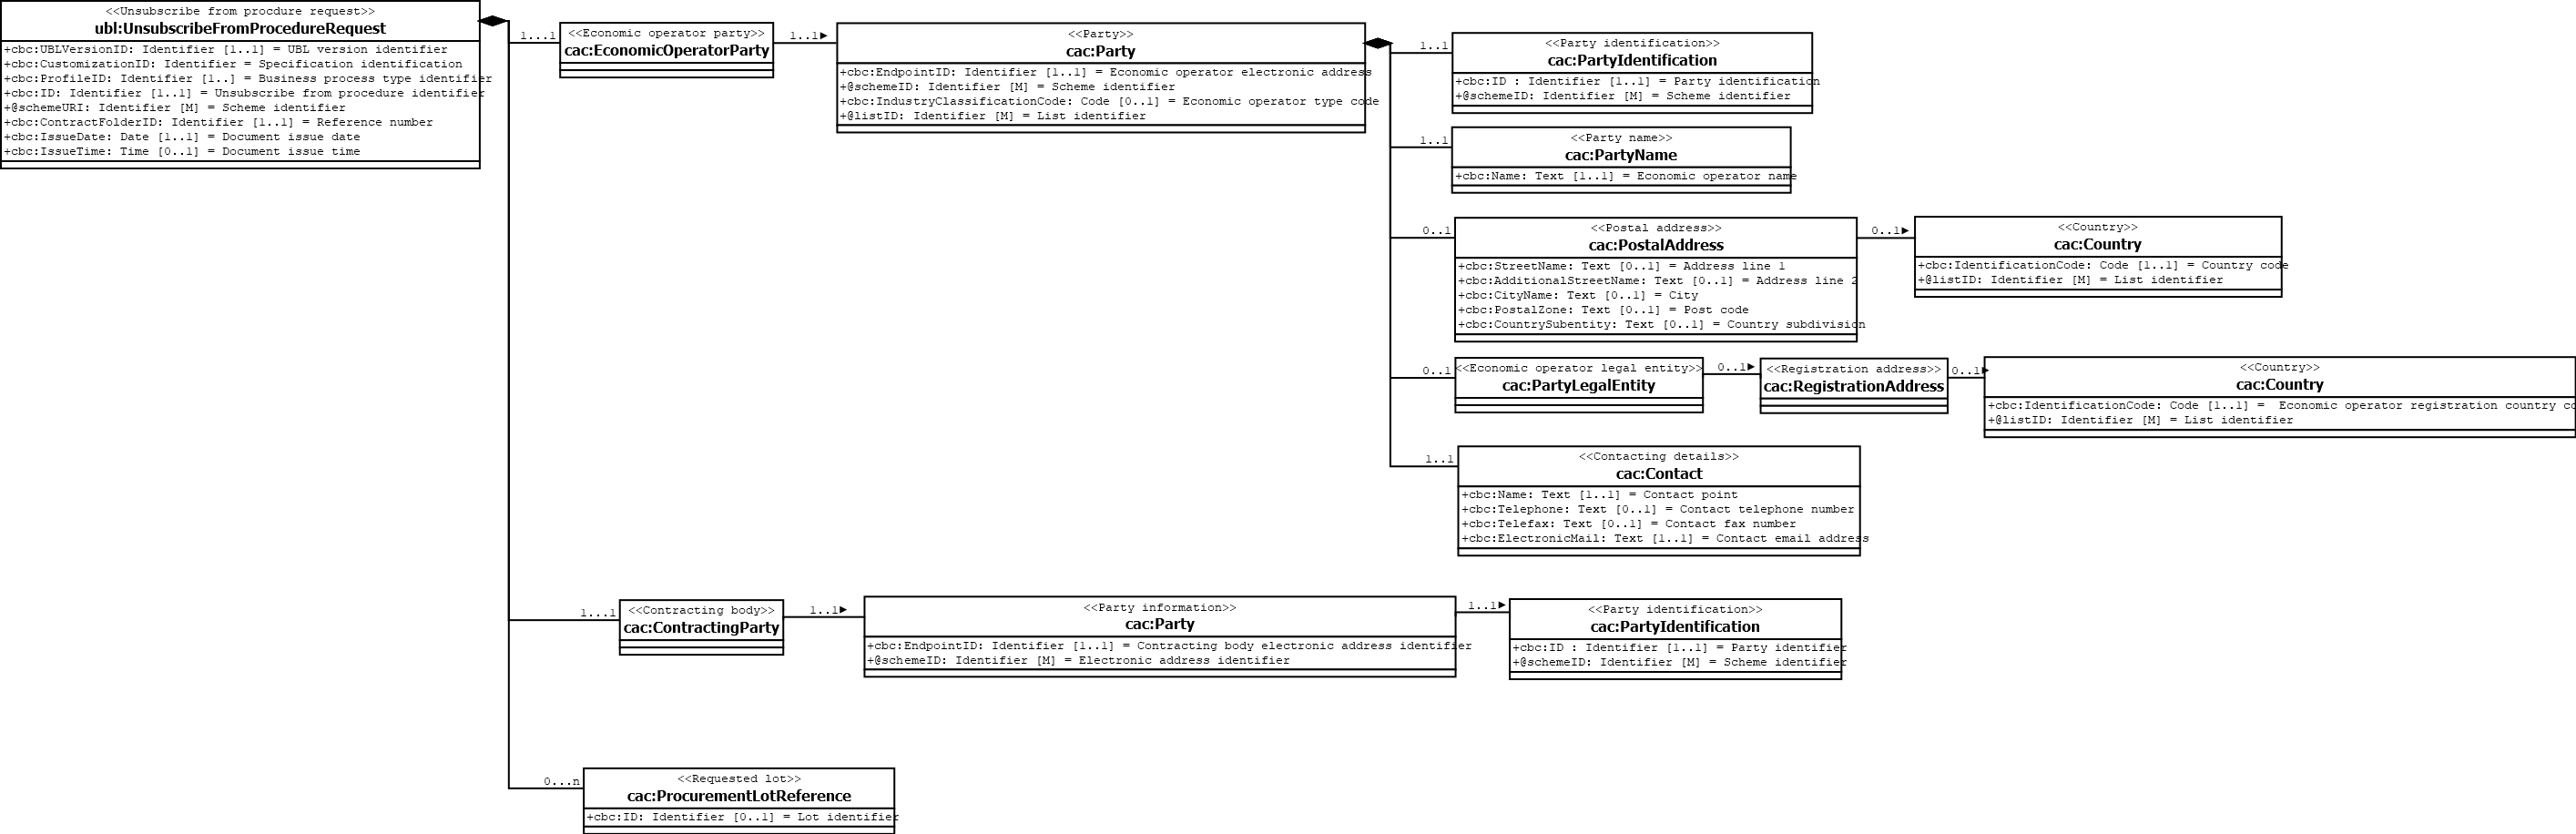 <<Unsubscribe from procdure request>>
ubl:UnsubscribeFromProcedureRequest
+cbc:UBLVersionID: Identifier [1..1] = UBL version identifier
+cbc:CustomizationID: Identifier = Specification identification
+cbc:ProfileID: Identifier [1..] = Business process type identifier
+cbc:ID: Identifier [1..1] = Unsubscribe from procedure identifier
+@schemeURI: Identifier [M] = Scheme identifier
+cbc:ContractFolderID: Identifier [1..1] = Reference number
+cbc:IssueDate: Date [1..1] = Document issue date
+cbc:IssueTime: Time [0..1] = Document issue time
1...1
<<Economic operator party>>
cac:EconomicOperatorParty
1..1
<<Party>>
cac:Party
+cbc:EndpointID: Identifier [1..1] = Economic operator electronic address
+@schemeID: Identifier [M] = Scheme identifier
+cbc:IndustryClassificationCode: Code [0..1] = Economic operator type code
+@listID: Identifier [M] = List identifier
1..1
<<Party identification>>
cac:PartyIdentification
+cbc:ID : Identifier [1..1] = Party identification
+@schemeID: Identifier [M] = Scheme identifier
1..1
<<Party name>>
cac:PartyName
+cbc:Name: Text [1..1] = Economic operator name
0..1
<<Postal address>>
cac:PostalAddress
+cbc:StreetName: Text [0..1] = Address line 1
+cbc:AdditionalStreetName: Text [0..1] = Address line 2
+cbc:CityName: Text [0..1] = City
+cbc:PostalZone: Text [0..1] = Post code
+cbc:CountrySubentity: Text [0..1] = Country subdivision
0..1
<<Country>>
cac:Country
+cbc:IdentificationCode: Code [1..1] = Country code
+@listID: Identifier [M] = List identifier
0..1
<<Economic operator legal entity>>
cac:PartyLegalEntity
0..1
<<Registration address>>
cac:RegistrationAddress
0..1
<<Country>>
cac:Country
+cbc:IdentificationCode: Code [1..1] =  Economic operator registration country co
+@listID: Identifier [M] = List identifier
1..1
<<Contacting details>>
cac:Contact
+cbc:Name: Text [1..1] = Contact point
+cbc:Telephone: Text [0..1] = Contact telephone number
+cbc:Telefax: Text [0..1] = Contact fax number
+cbc:ElectronicMail: Text [1..1] = Contact email address
1...1
<<Contracting body>>
cac:ContractingParty
1..1
<<Party information>>
cac:Party
+cbc:EndpointID: Identifier [1..1] = Contracting body electronic address identifier
+@schemeID: Identifier [M] = Electronic address identifier
1..1
<<Party identification>>
cac:PartyIdentification
+cbc:ID : Identifier [1..1] = Party identifier
+@schemeID: Identifier [M] = Scheme identifier
0...n
<<Requested lot>>
cac:ProcurementLotReference
+cbc:ID: Identifier [0..1] = Lot identifier